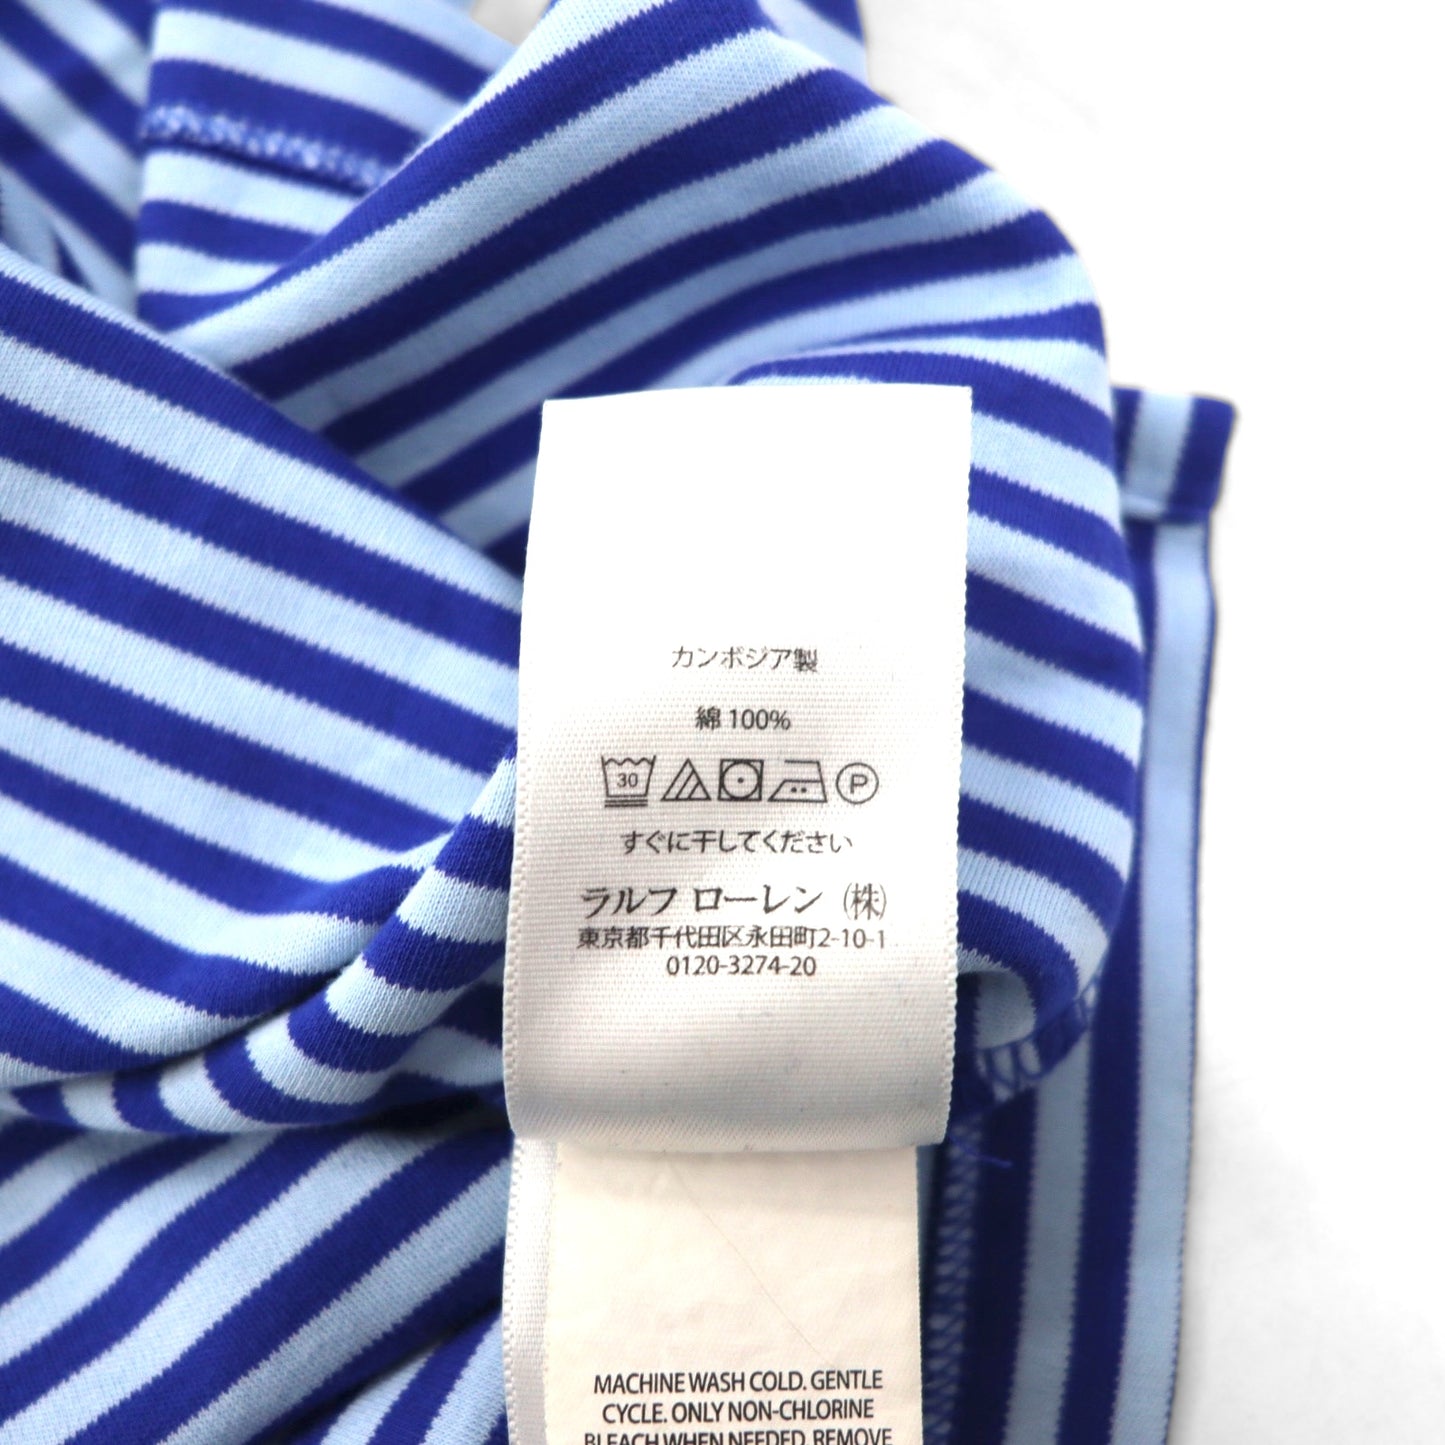 カンボジア製
綿 100%
30 P
すぐに干してください
ラルフ ローレン (株)
東京都千代田区永田町2-10-1
0120-3274-20
MACHINE WASH COLD. GENTLE
CYCLE. ONLY NON-CHLORINE
BLEACH WHEN NEEDED. REMOVE